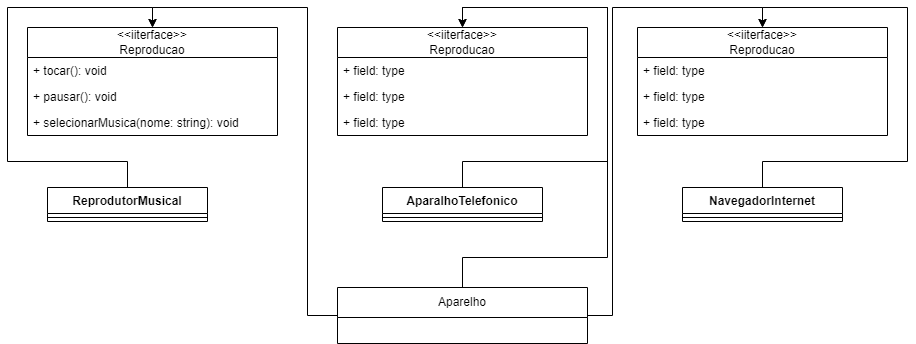 <<iiterface>>
Reproducao
+ tocar(): void
+ pausar(): void
+ selecionarMusica(nome: string): void
<<iiterface>>
Reproducao
+ field: type
+ field: type
+ field: type
<<iiterface>>
Reproducao
+ field: type
+ field: type
+ field: type
ReprodutorMusical
AparalhoTelefonico
NavegadorInternet
Aparelho